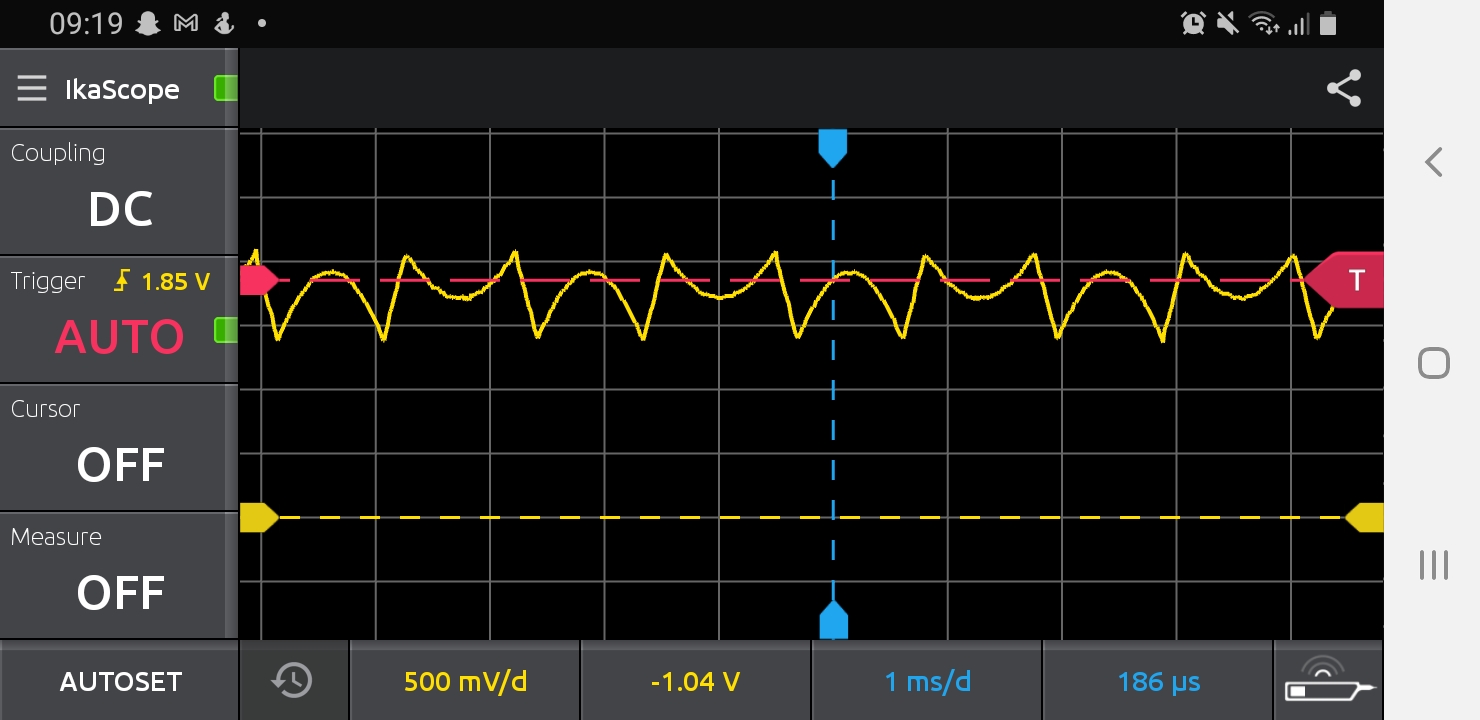 09:19
IkaScope
Coupling
DC
Trigger 1.85 V
AUTO
T
Cursor
OFF
Measure
OFF
AUTOSET 500 mV/d -1.04 V 1 ms/d 186 µs